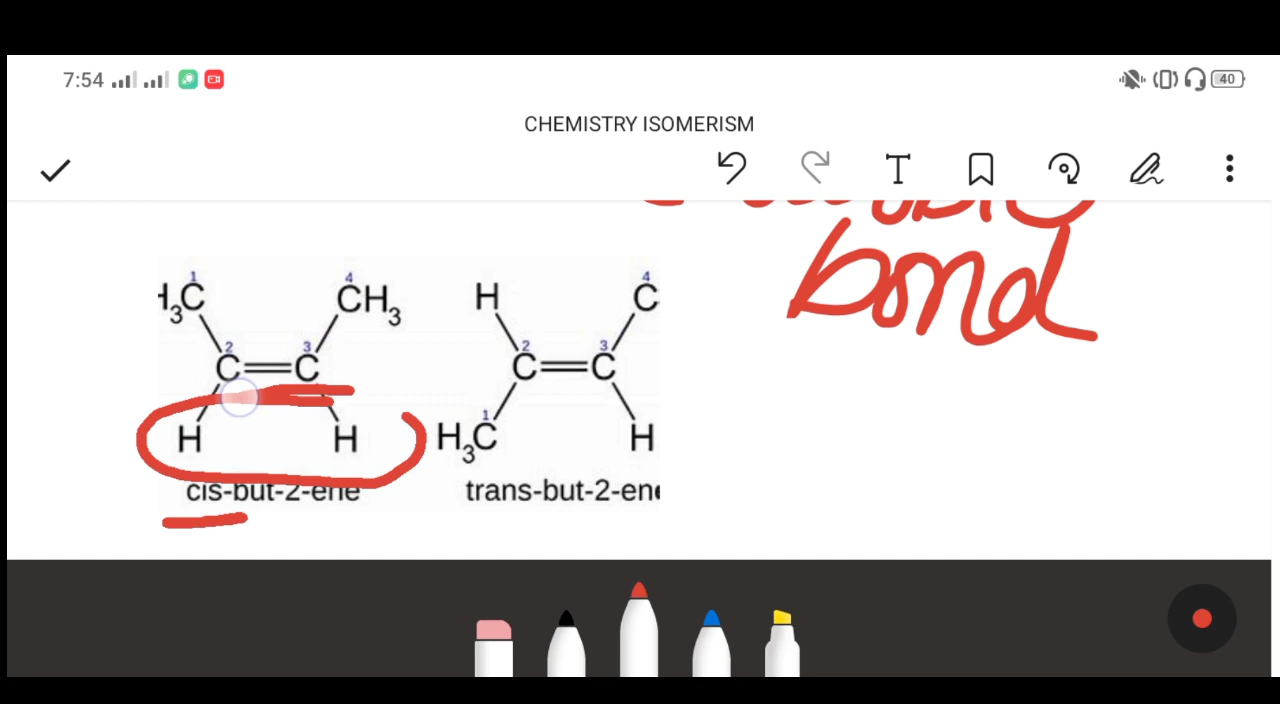 7:54
40
CHEMISTRY ISOMERISM
bond
1 4 4
H₃C CH₃ H C
2 3 2 3
C C C C
1
H H H₃C H
cis-but-2-ene trans-but-2-ene